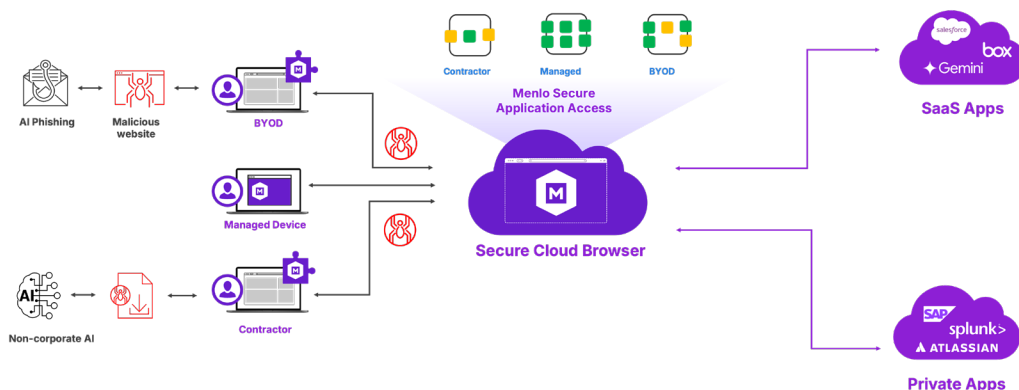 Contractor
Managed
BYOD
Menlo Secure
Application Access
AI Phishing
Malicious
website
M
BYOD
M
Managed Device
AI
Non-corporate AI
M
Contractor
M
Secure Cloud Browser
salesforce
box
Gemini
SaaS Apps
SAP
splunk>
ATLASSIAN
Private Apps